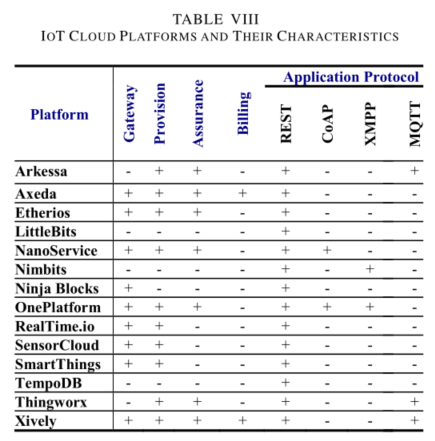 TABLE VIII
IOT CLOUD PLATFORMS AND THEIR CHARACTERISTICS
Platform Gateway Provision Assurance Billing Application Protocol
REST CoAP XMPP MQTT
Arkessa - + + - + - - +
Axeda + + + + + - - -
Etherios + + + - + - - -
LittleBits - - - - + - - -
NanoService + + + - + + - -
Nimbits - - - - + - + -
Ninja Blocks + - - - + - - -
OnePlatform + + + - + + + -
RealTime.io + + - - + - - -
SensorCloud + + - - + - - -
SmartThings + + - - + - - -
TempoDB - - - - + - - -
Thingworx - + + - + - - +
Xively + + + + + - - +